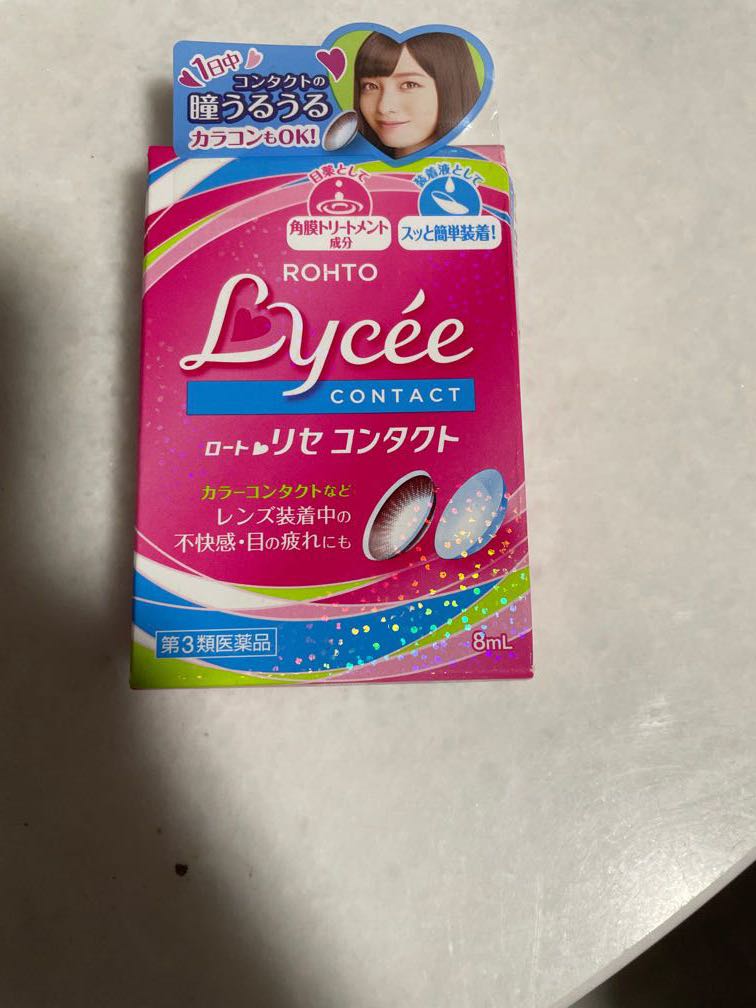 1日中
コンタクトの
瞳うるうる
カラコンもOK!
目薬として
角膜トリートメント
成分
装着液として
スッと簡単装着!
ROHTO
Lycée
CONTACT
ロート リセ コンタクト
カラーコンタクトなど
レンズ装着中の
不快感・目の疲れにも
第3類医薬品
8mL